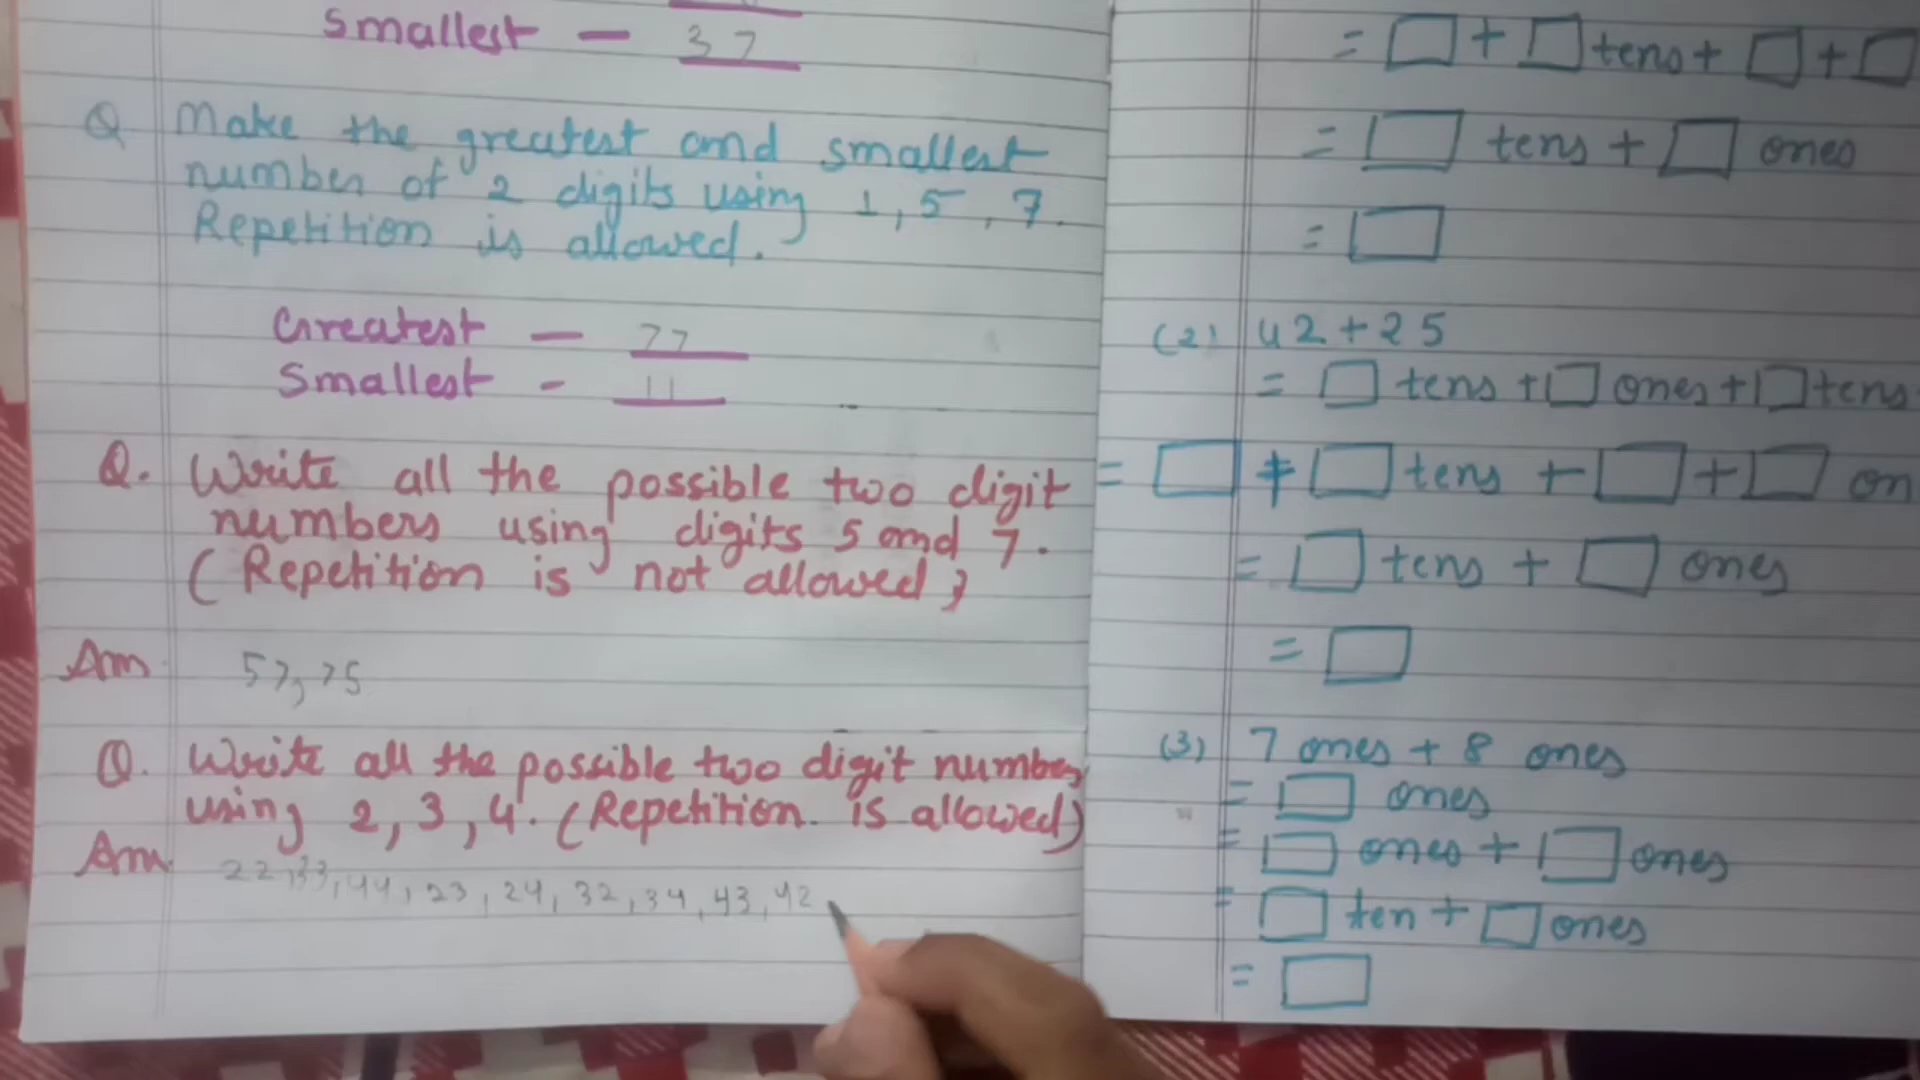 Smallest — 37
Q Make the greatest and smallest
number of 2 digits using 1, 5, 7.
Repetition is allowed.
Greatest — 77
Smallest - 11
Q. Write all the possible two digit
numbers using digits 5 and 7.
(Repetition is not allowed)
Ans 57, 75
Q. Write all the possible two digit number
using 2, 3, 4. (Repetition. is allowed)
Ans. 22, 33, 44, 23, 24, 32, 34, 43, 42
= □ + □ tens + □ + □
= □ tens + □ ones
= □
(2) 42 + 25
= □ tens + □ ones + □ tens
= □ + □ tens + □ + □ on
= □ tens + □ ones
= □
(3) 7 ones + 8 ones
= □ ones
= □ ones + □ ones
= □ ten + □ ones
= □